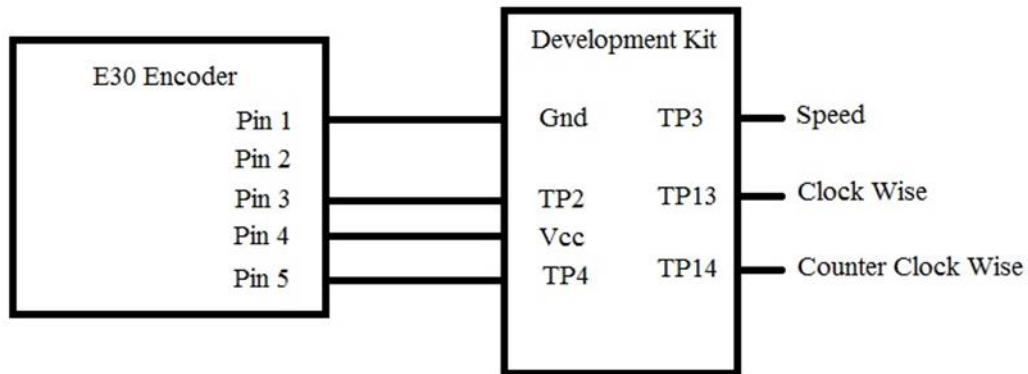 Development Kit
E30 Encoder
Pin 1
Pin 2
Pin 3
Pin 4
Pin 5
Gnd
TP2
Vcc
TP4
TP3
TP13
TP14
Speed
Clock Wise
Counter Clock Wise